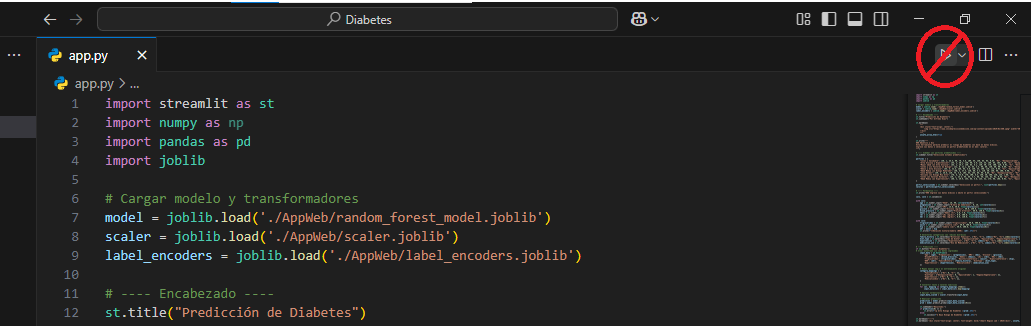 Diabetes
app.py
app.py > ...
1 import streamlit as st
2 import numpy as np
3 import pandas as pd
4 import joblib
5
6 # Cargar modelo y transformadores
7 model = joblib.load('./AppWeb/random_forest_model.joblib')
8 scaler = joblib.load('./AppWeb/scaler.joblib')
9 label_encoders = joblib.load('./AppWeb/label_encoders.joblib')
10
11 # ---- Encabezado ----
12 st.title("Predicción de Diabetes")